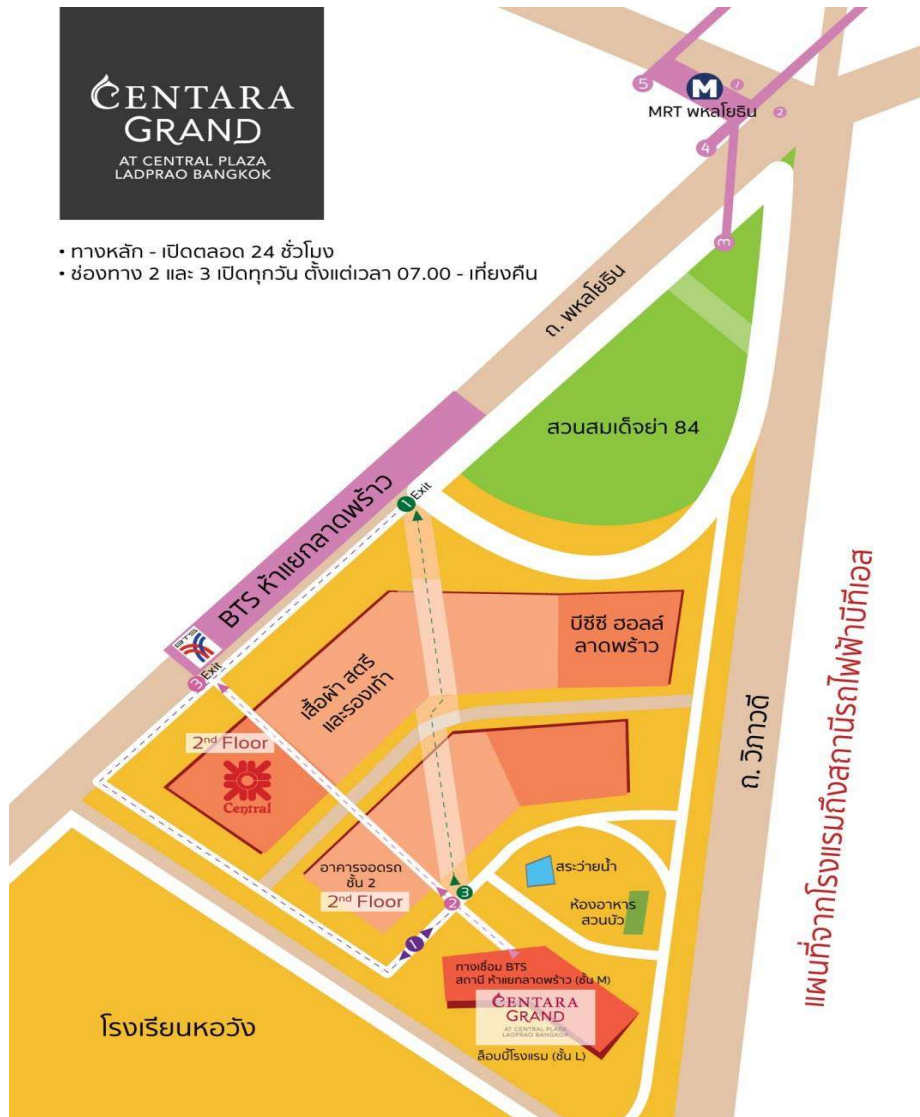 CENTARA
GRAND
AT CENTRAL PLAZA
LADPRAO BANGKOK
• ทางหลัก - เปิดตลอด 24 ชั่วโมง
• ช่องทาง 2 และ 3 เปิดทุกวัน ตั้งแต่เวลา 07.00 - เที่ยงคืน
5
M
1
MRT พหลโยธิน
2
4
3
ถ. พหลโยธิน
สวนสมเด็จย่า 84
1 Exit
BTS ห้าแยกลาดพร้าว
BTS
3 Exit
บีซีซี ฮอลล์
ลาดพร้าว
เสื้อผ้า สตรี
และรองเท้า
2nd Floor
Central
ถ. วิภาวดี
แผนที่จากโรงแรมถึงสถานีรถไฟฟ้าบีทีเอส
อาคารจอดรถ
ชั้น 2
2nd Floor
สระว่ายน้ำ
3
2
ห้องอาหาร
สวนบัว
1
ทางเชื่อม BTS
สถานี ห้าแยกลาดพร้าว (ชั้น M)
CENTARA
GRAND
AT CENTRAL PLAZA
LADPRAO BANGKOK
ล็อบบี้โรงแรม (ชั้น L)
โรงเรียนหอวัง